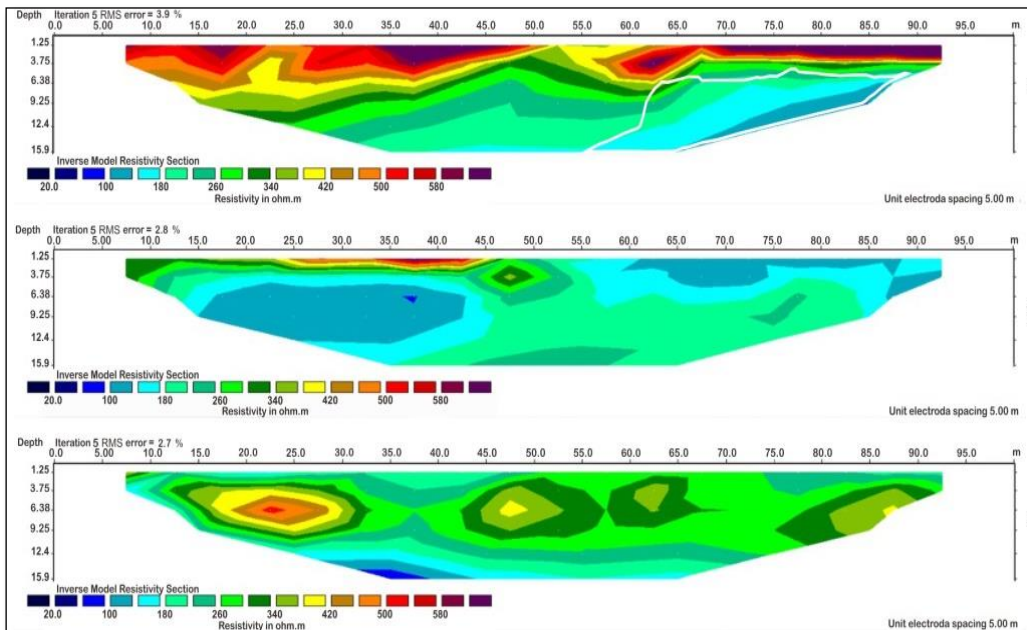 Depth Iteration 5 RMS error = 3.9 %
0.0 5.00 10.0 15.0 20.0 25.0 30.0 35.0 40.0 45.0 50.0 55.0 60.0 65.0 70.0 75.0 80.0 85.0 90.0 95.0 m
1.25
3.75
6.38
9.25
12.4
15.9
Inverse Model Resistivity Section
20.0 100 180 260 340 420 500 580
Resistivity in ohm.m
Unit electroda spacing 5.00 m
Depth Iteration 5 RMS error = 2.8 %
0.0 5.00 10.0 15.0 20.0 25.0 30.0 35.0 40.0 45.0 50.0 55.0 60.0 65.0 70.0 75.0 80.0 85.0 90.0 95.0 m
1.25
3.75
6.38
9.25
12.4
15.9
Inverse Model Resistivity Section
20.0 100 180 260 340 420 500 580
Resistivity in ohm.m
Unit electroda spacing 5.00 m
Depth Iteration 5 RMS error = 2.7 %
0.0 5.00 10.0 15.0 20.0 25.0 30.0 35.0 40.0 45.0 50.0 55.0 60.0 65.0 70.0 75.0 80.0 85.0 90.0 95.0 m
1.25
3.75
6.38
9.25
12.4
15.9
Inverse Model Resistivity Section
20.0 100 180 260 340 420 500 580
Resistivity in ohm.m
Unit electroda spacing 5.00 m